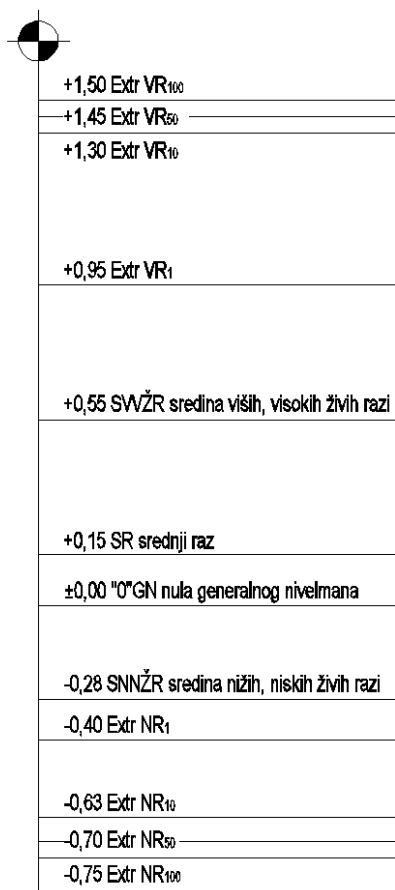 +1,50 Extr VR₁₀₀
+1,45 Extr VR₅₀
+1,30 Extr VR₁₀
+0,95 Extr VR₁
+0,55 SVVŽR sredina viših, visokih živih razi
+0,15 SR srednji raz
±0,00 "0"GN nula generalnog nivelmana
-0,28 SNNŽR sredina nižih, niskih živih razi
-0,40 Extr NR₁
-0,63 Extr NR₁₀
-0,70 Extr NR₅₀
-0,75 Extr NR₁₀₀